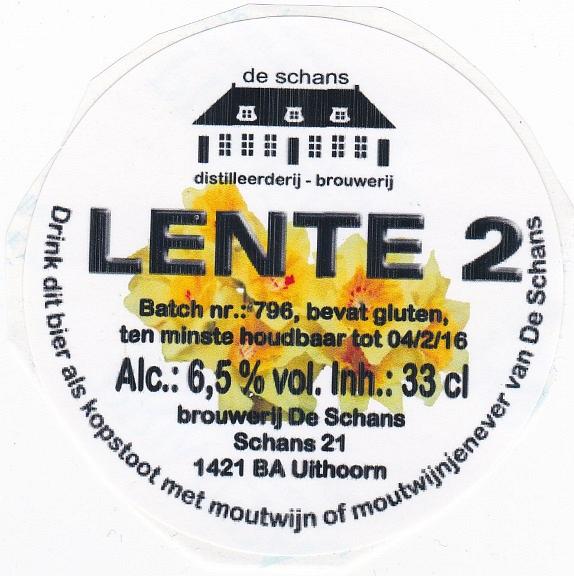 de schans
distilleerderij - brouwerij
LENTE 2
Batch nr.: 796, bevat gluten,
ten minste houdbaar tot 04/2/16
Alc.: 6,5 % vol. Inh.: 33 cl
brouwerij De Schans
Schans 21
1421 BA Uithoorn
Drink dit bier als kopstoot met moutwijn of moutwijnjenever van De Schans